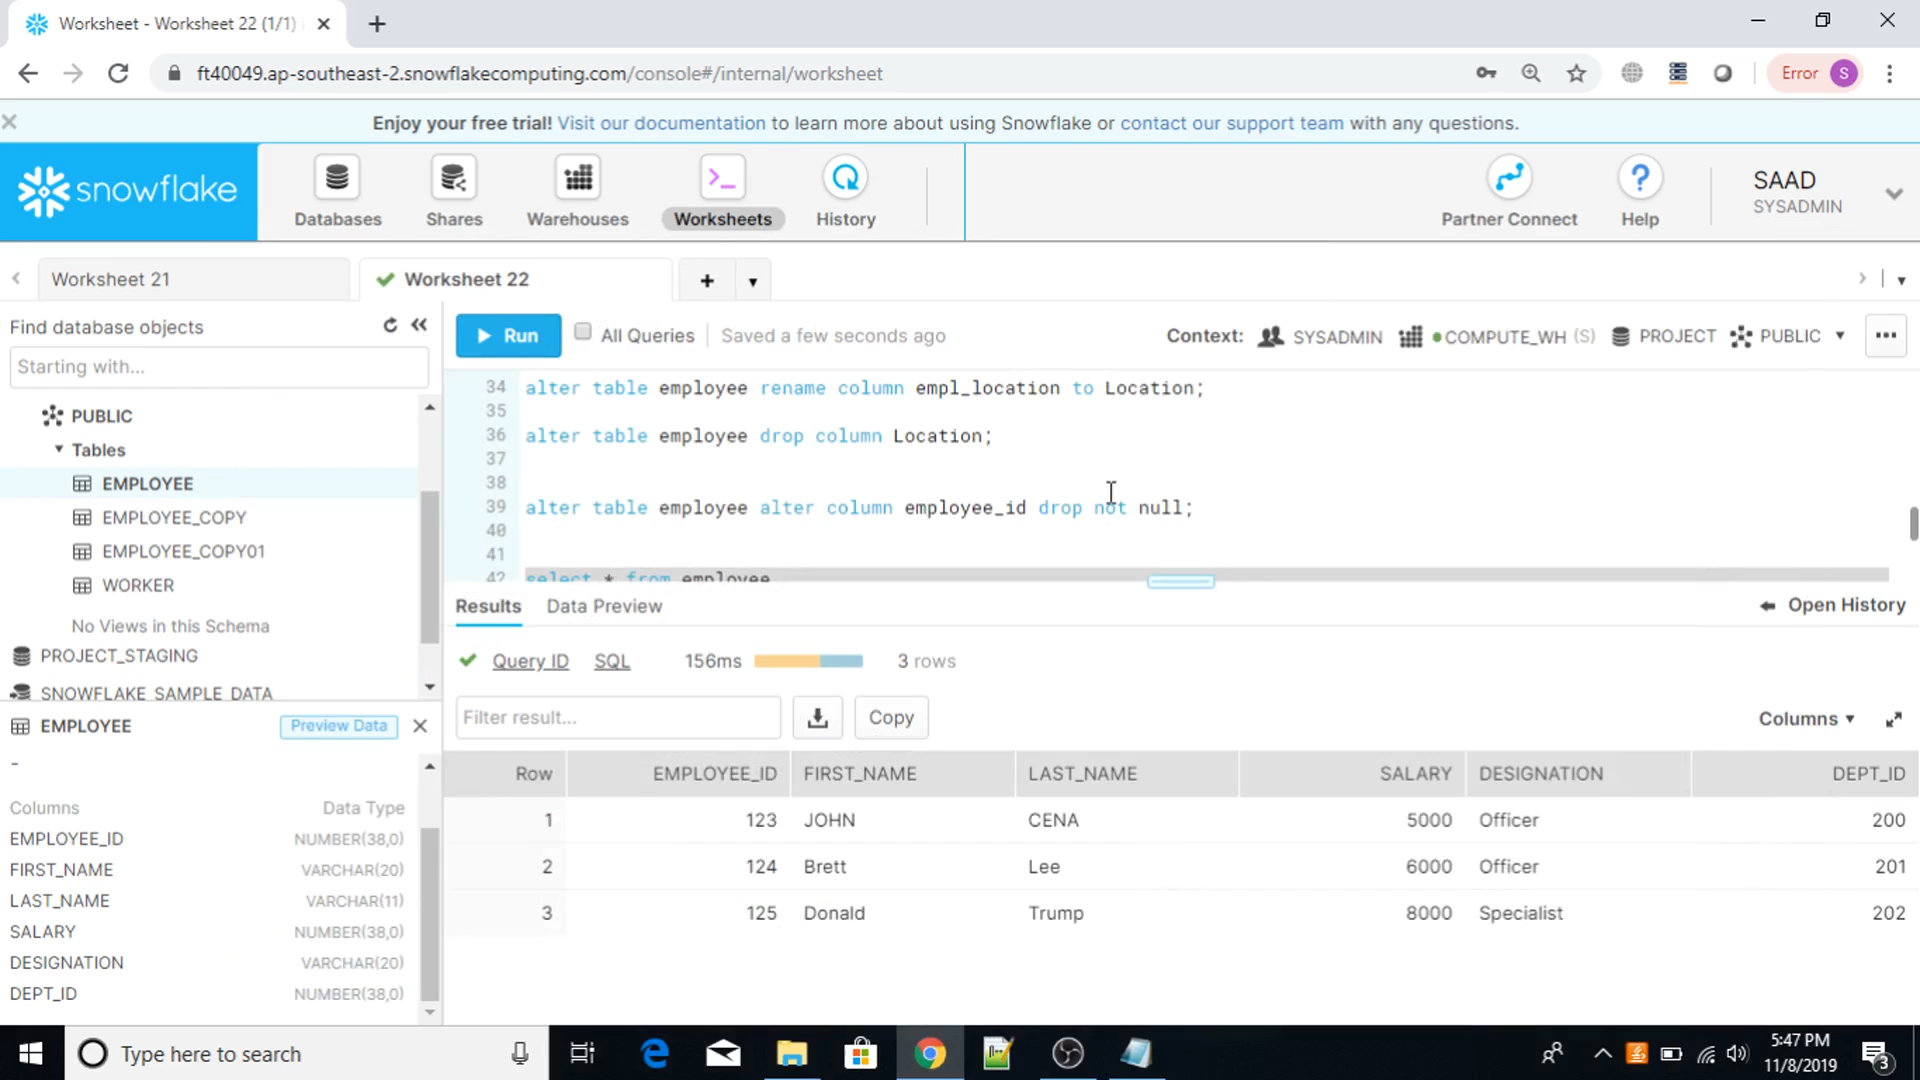 Worksheet - Worksheet 22 (1/1)
ft40049.ap-southeast-2.snowflakecomputing.com/console#/internal/worksheet
Error S
Enjoy your free trial! Visit our documentation to learn more about using Snowflake or contact our support team with any questions.
snowflake
Databases
Shares
Warehouses
Worksheets
History
Partner Connect
Help
SAAD
SYSADMIN
Worksheet 21
Worksheet 22
Find database objects
Starting with...
PUBLIC
Tables
EMPLOYEE
EMPLOYEE_COPY
EMPLOYEE_COPY01
WORKER
No Views in this Schema
PROJECT_STAGING
SNOWFLAKE_SAMPLE_DATA
EMPLOYEE Preview Data
-
Columns Data Type
EMPLOYEE_ID NUMBER(38,0)
FIRST_NAME VARCHAR(20)
LAST_NAME VARCHAR(11)
SALARY NUMBER(38,0)
DESIGNATION VARCHAR(20)
DEPT_ID NUMBER(38,0)
Run All Queries Saved a few seconds ago Context: SYSADMIN COMPUTE_WH (S) PROJECT PUBLIC
34 alter table employee rename column empl_location to Location;
35
36 alter table employee drop column Location;
37
38
39 alter table employee alter column employee_id drop not null;
40
41
42 select * from employee
Results Data Preview Open History
Query ID SQL 156ms 3 rows
Filter result... Copy Columns
Row EMPLOYEE_ID FIRST_NAME LAST_NAME SALARY DESIGNATION DEPT_ID
1 123 JOHN CENA 5000 Officer 200
2 124 Brett Lee 6000 Officer 201
3 125 Donald Trump 8000 Specialist 202
Type here to search
5:47 PM
11/8/2019
3